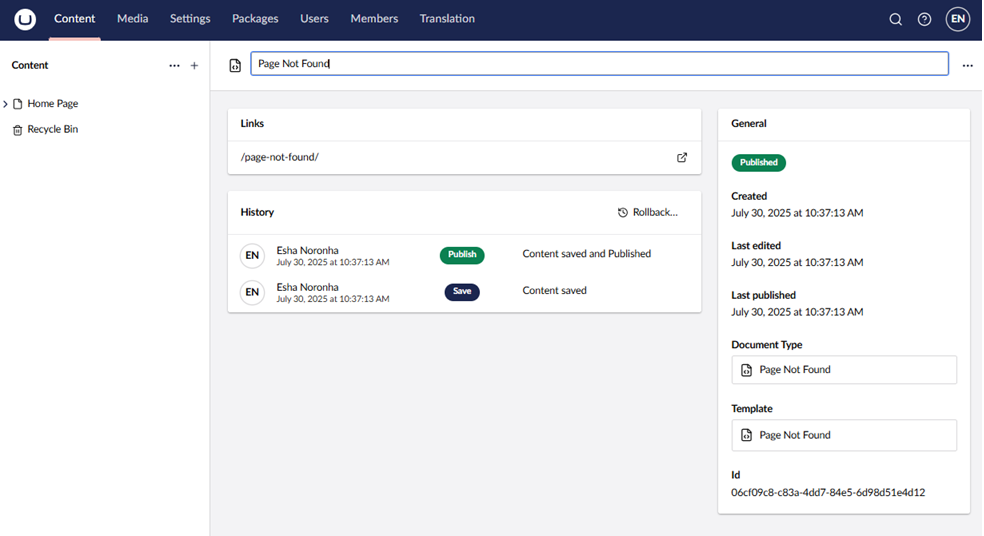 Content Media Settings Packages Users Members Translation EN
Content
Page Not Found
Home Page
Recycle Bin
Links
/page-not-found/
History
Rollback...
EN Esha Noronha Publish Content saved and Published
July 30, 2025 at 10:37:13 AM
EN Esha Noronha Save Content saved
July 30, 2025 at 10:37:13 AM
General
Published
Created
July 30, 2025 at 10:37:13 AM
Last edited
July 30, 2025 at 10:37:13 AM
Last published
July 30, 2025 at 10:37:13 AM
Document Type
Page Not Found
Template
Page Not Found
Id
06cf09c8-c83a-4dd7-84e5-6d98d51e4d12